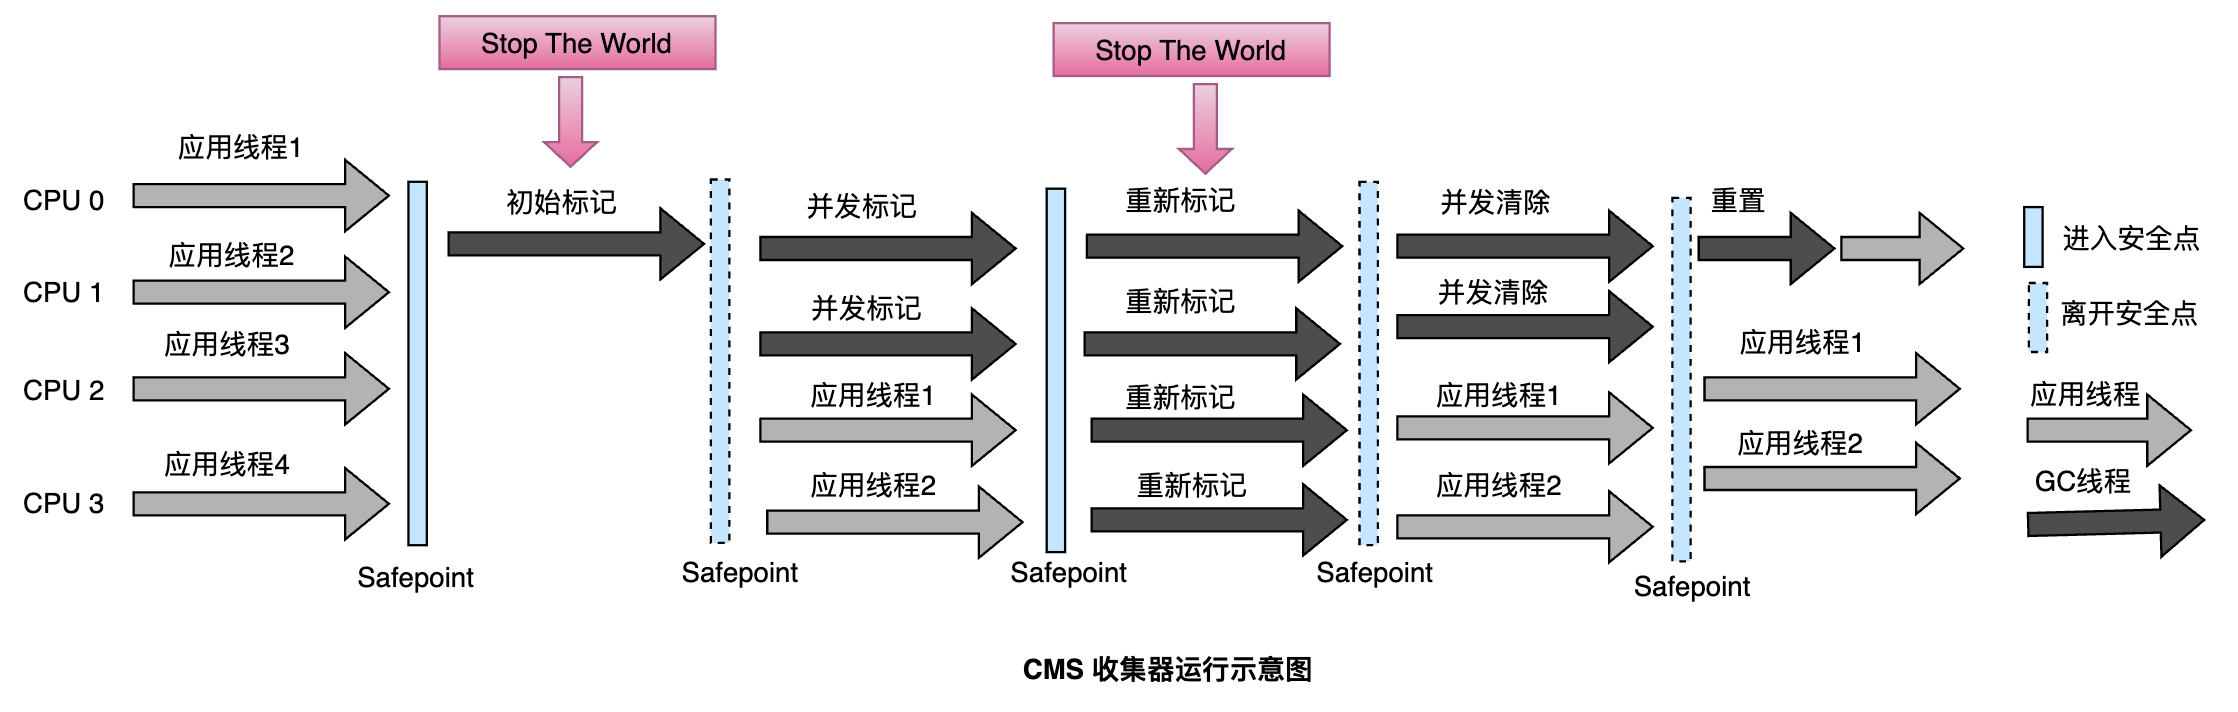 Stop The World
Stop The World
应用线程1
CPU 0
应用线程2
CPU 1
应用线程3
CPU 2
应用线程4
CPU 3
Safepoint
初始标记
Safepoint
并发标记
并发标记
应用线程1
应用线程2
Safepoint
重新标记
重新标记
重新标记
重新标记
Safepoint
并发清除
并发清除
应用线程1
应用线程2
Safepoint
重置
应用线程1
应用线程2
进入安全点
离开安全点
应用线程
GC线程
CMS 收集器运行示意图